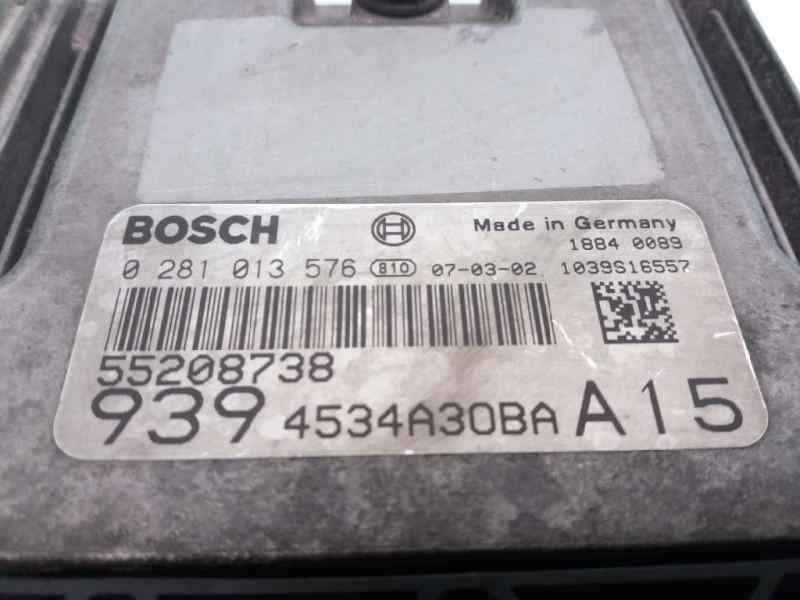 BOSCH Made in Germany
1884 0089
0 281 013 576 810 07-03-02 1039S16557
55208738
939 4534A30BA A15